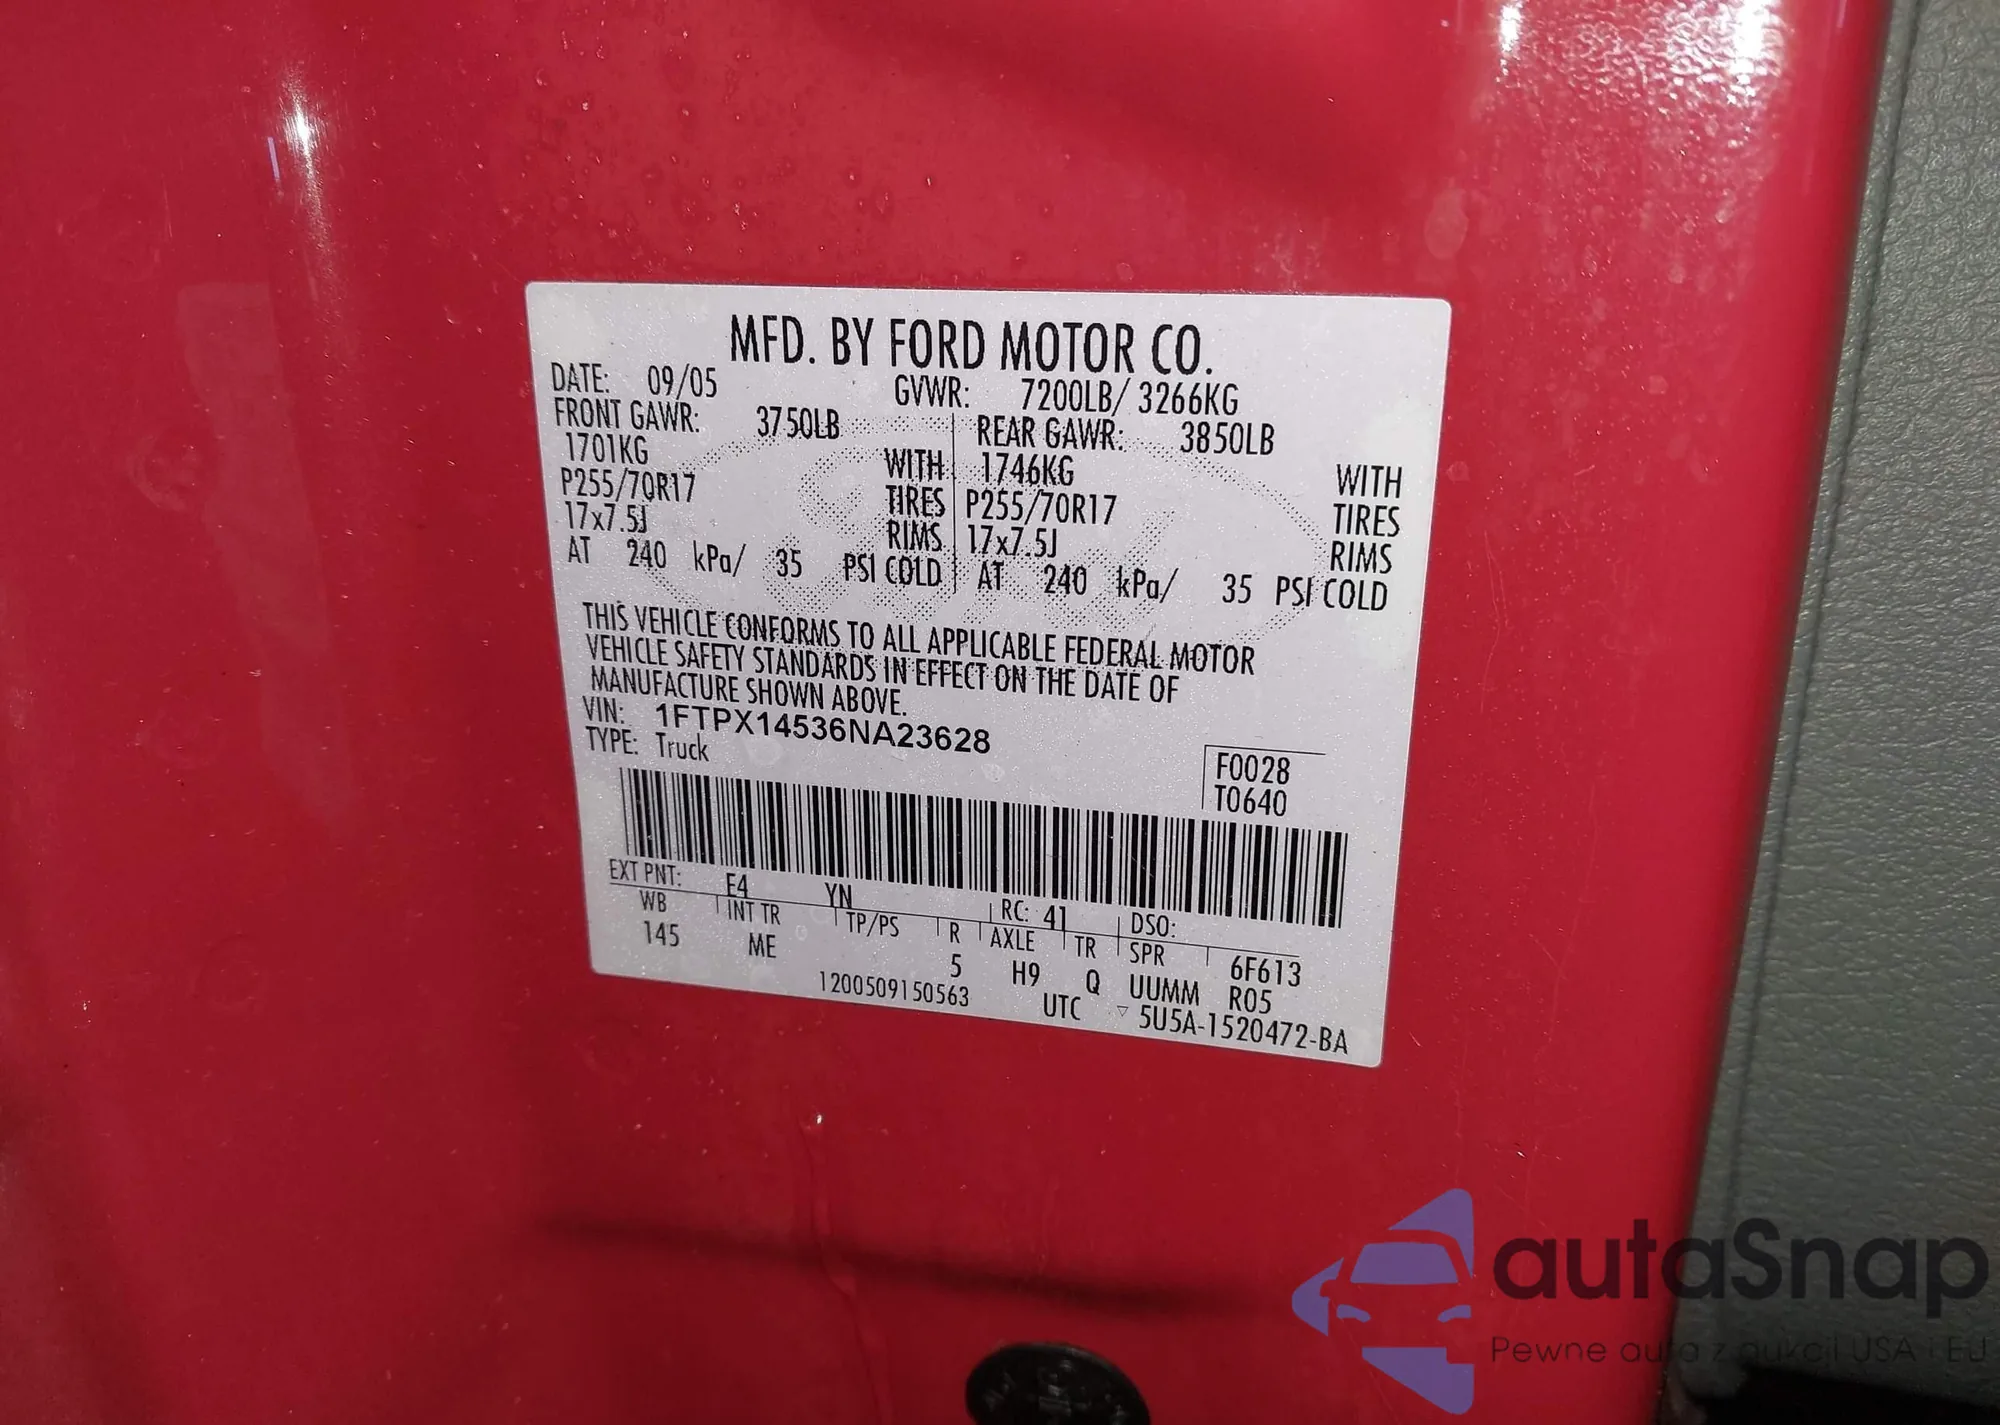 MFD. BY FORD MOTOR CO.
DATE: 09/05 GVWR: 7200LB/ 3266KG
FRONT GAWR: 3750LB REAR GAWR: 3850LB
1701KG WITH 1746KG WITH
P255/70R17 TIRES P255/70R17 TIRES
17x7.5J RIMS 17x7.5J RIMS
AT 240 kPa/ 35 PSI COLD AT 240 kPa/ 35 PSI COLD
THIS VEHICLE CONFORMS TO ALL APPLICABLE FEDERAL MOTOR
VEHICLE SAFETY STANDARDS IN EFFECT ON THE DATE OF
MANUFACTURE SHOWN ABOVE.
VIN: 1FTPX14536NA23628
TYPE: Truck
F0028
T0640
EXT PNT: E4 YN RC: 41 DSO:
WB INT TR TP/PS R AXLE TR SPR 6F613
145 ME 5 H9 Q UUMM R05
1200509150563 UTC ▽ 5U5A-1520472-BA
autaSnap
Pewne auta z aukcji USA i EU